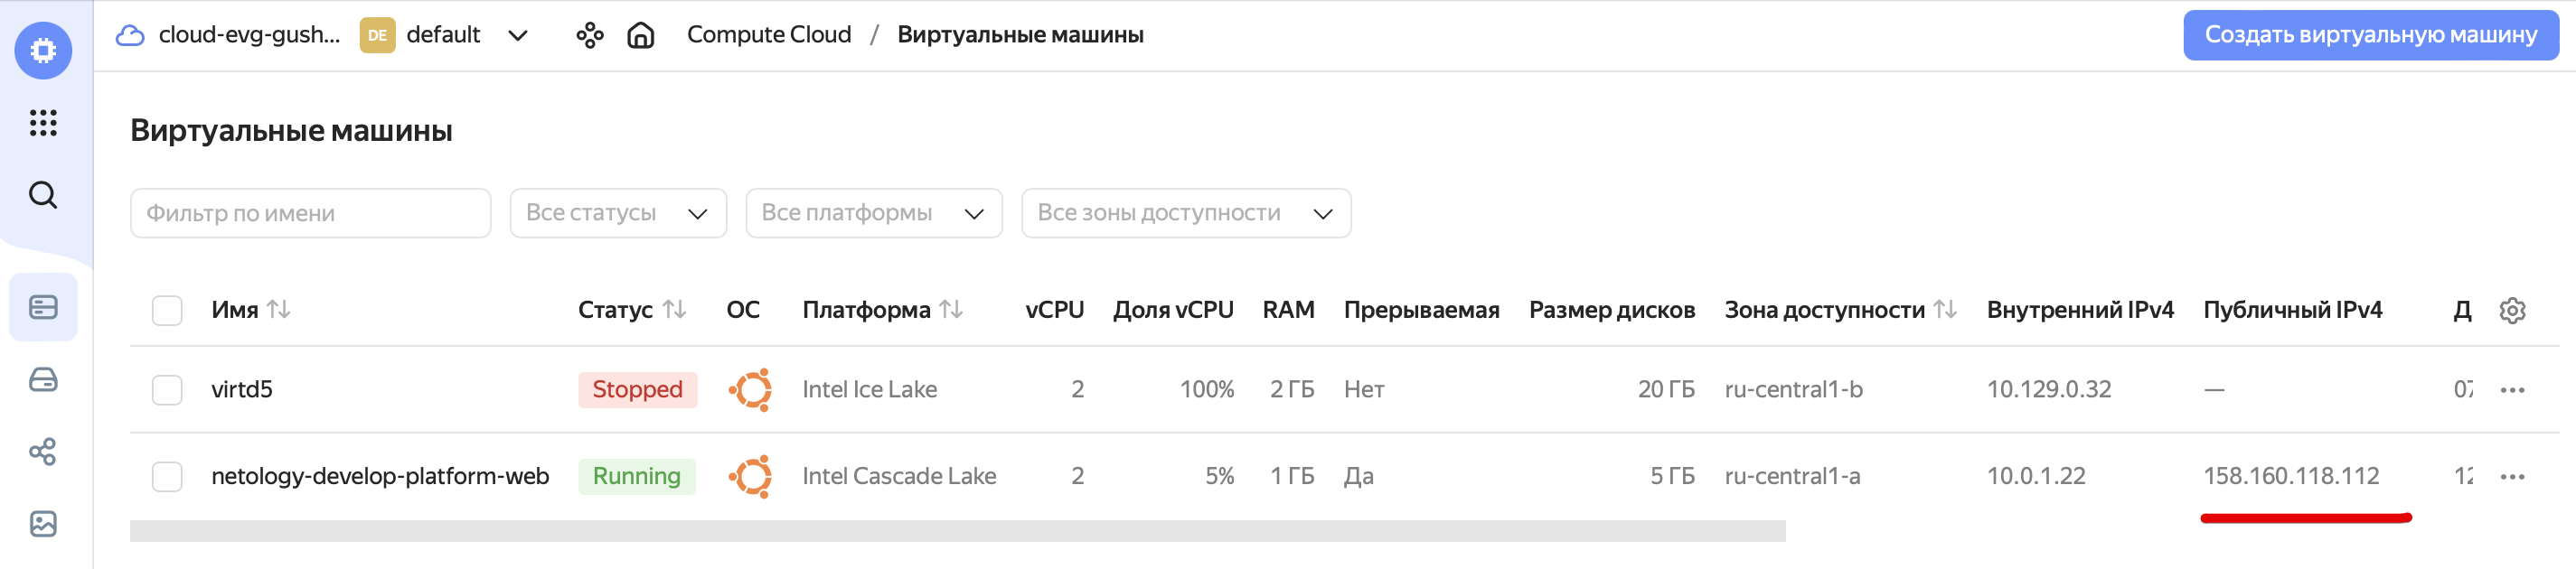 cloud-evg-gush... DE default Compute Cloud / Виртуальные машины Создать виртуальную машину
Виртуальные машины
Фильтр по имени Все статусы Все платформы Все зоны доступности
Имя Статус ОС Платформа vCPU Доля vCPU RAM Прерываемая Размер дисков Зона доступности Внутренний IPv4 Публичный IPv4 Д
virtd5 Stopped Intel Ice Lake 2 100% 2 ГБ Нет 20 ГБ ru-central1-b 10.129.0.32 — 07
netology-develop-platform-web Running Intel Cascade Lake 2 5% 1 ГБ Да 5 ГБ ru-central1-a 10.0.1.22 158.160.118.112 12